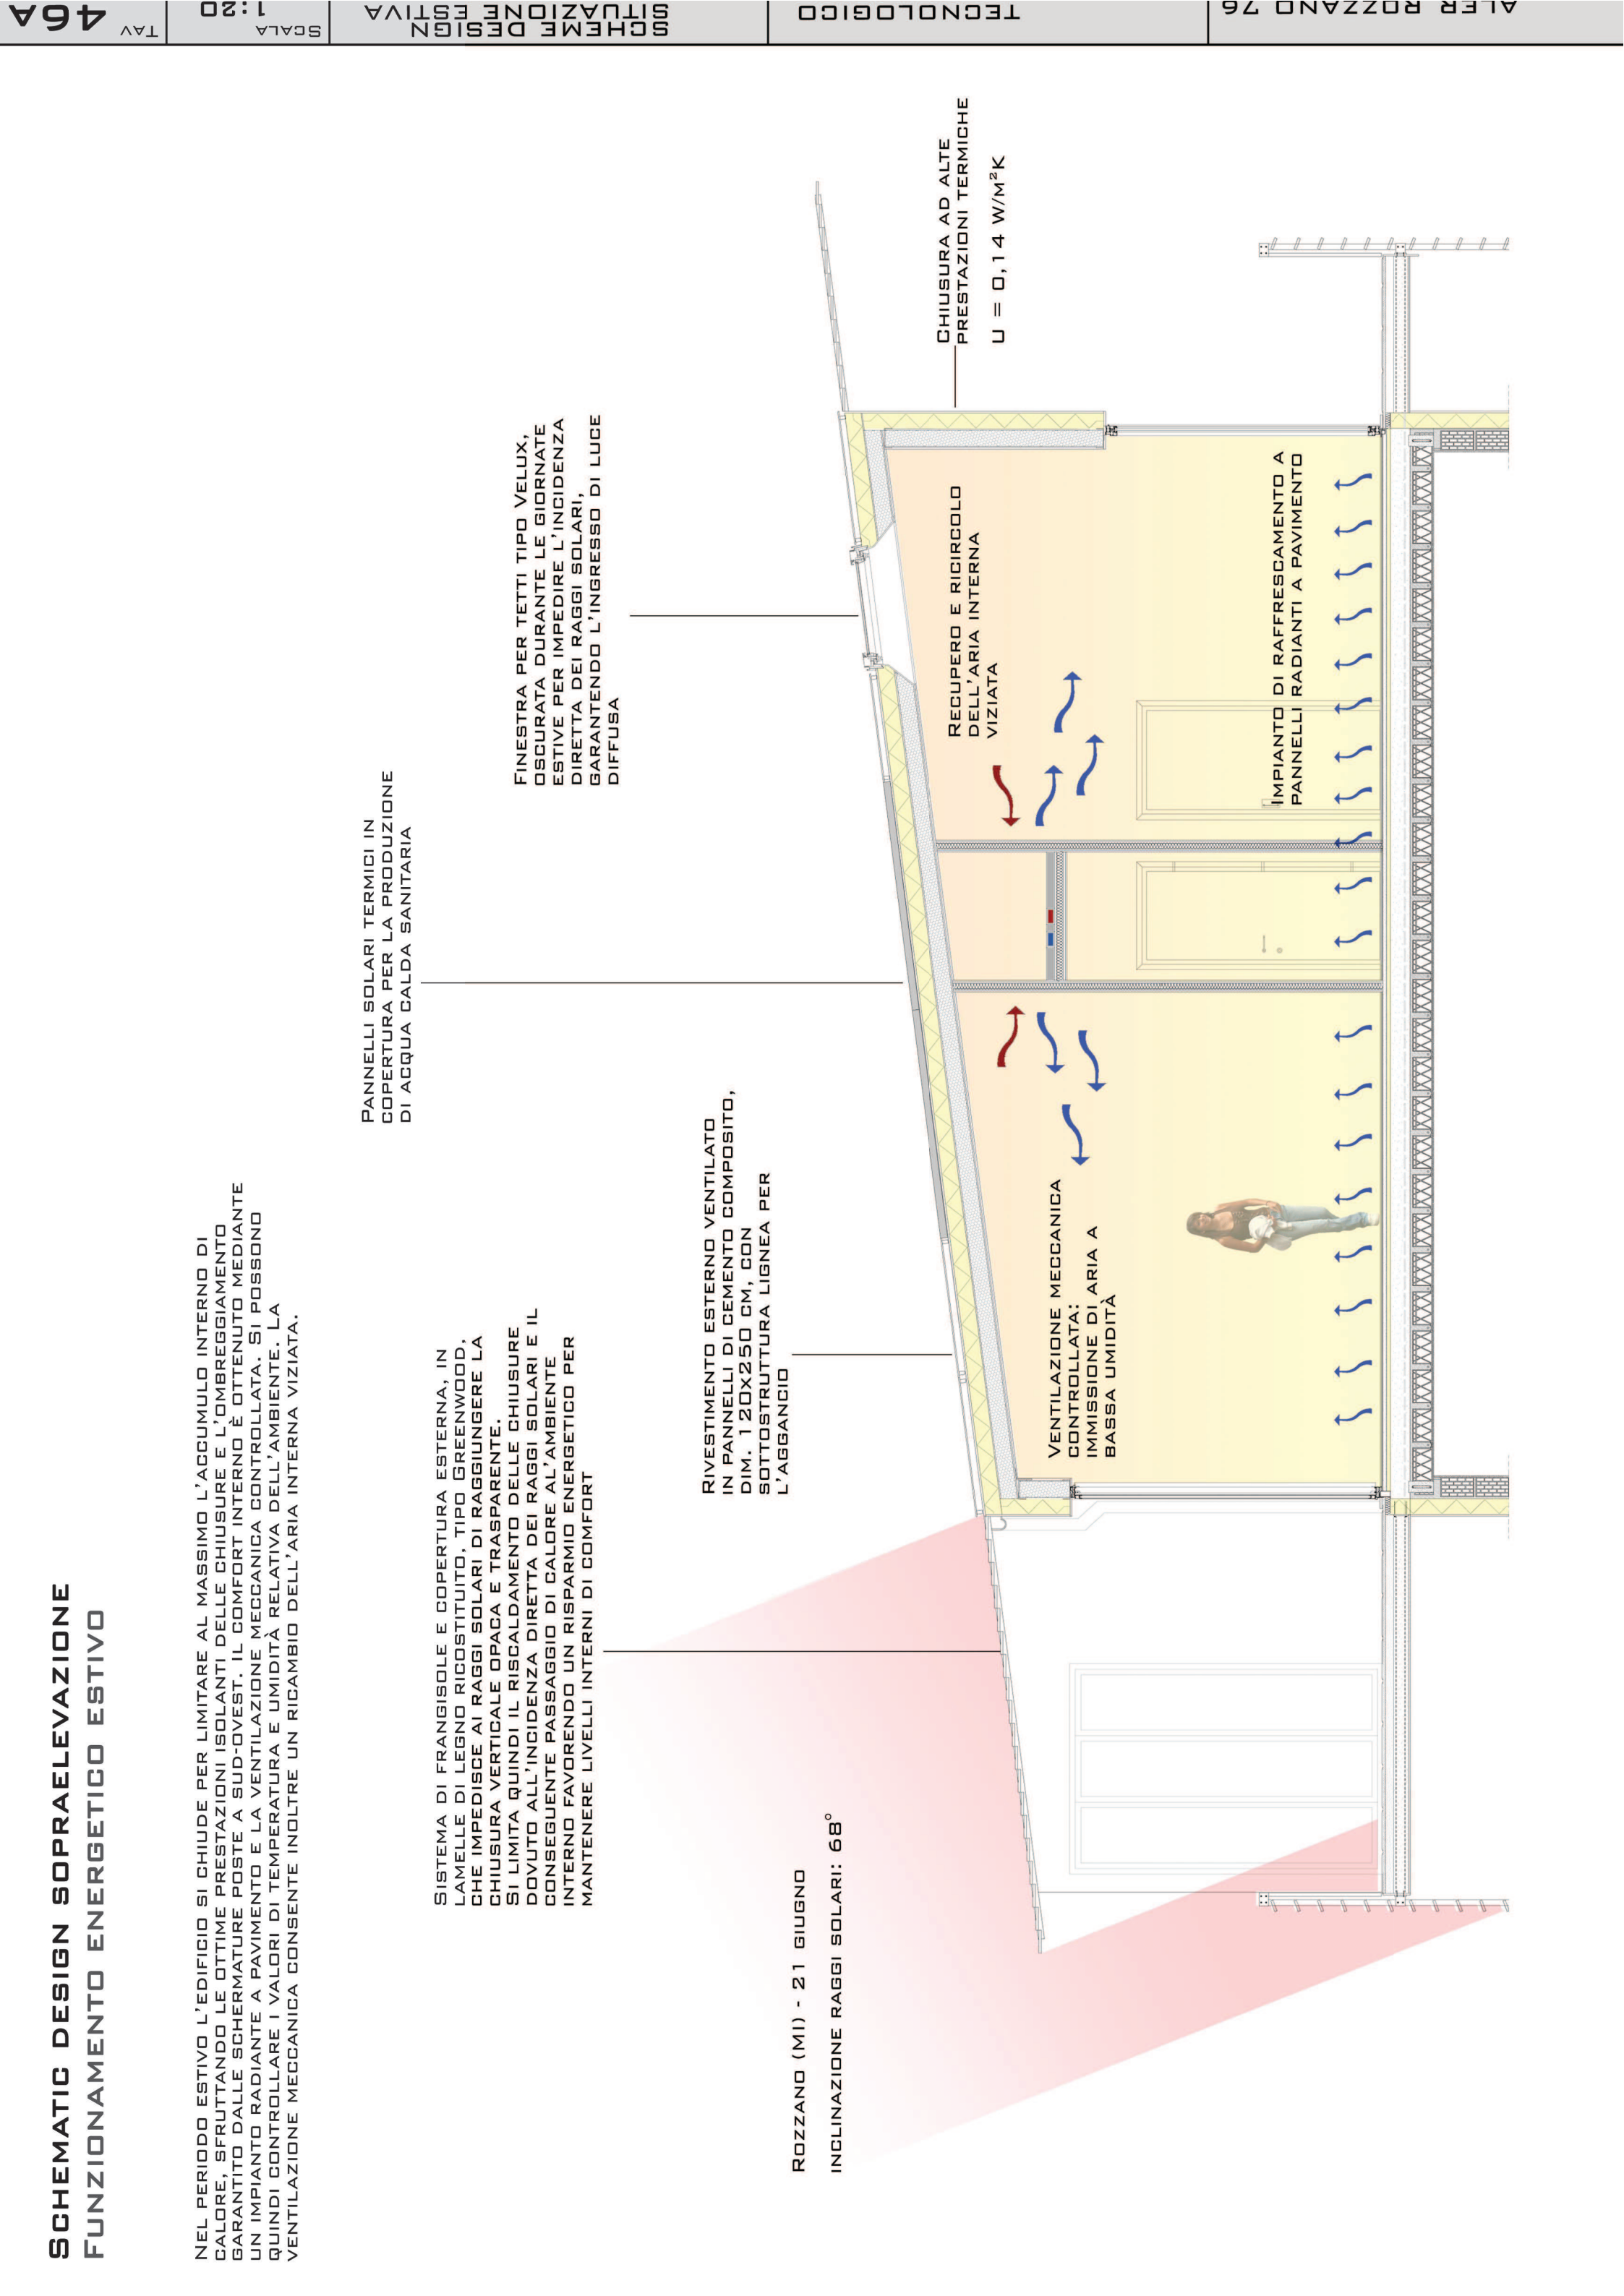 Schematic design sopraelevazione
Funzionamento energetico estivo
Nel periodo estivo l'edificio si chiude per limitare al massimo l'accumulo interno di
calore, sfruttando le ottime prestazioni isolanti delle chiusure e l'ombreggiamento
garantito dalle schermature poste a sud-ovest. Il comfort interno è ottenuto mediante
un impianto radiante a pavimento e la ventilazione meccanica controllata. Si possono
quindi controllare i valori di temperatura e umidità relativa dell'ambiente. La
ventilazione meccanica consente inoltre un ricambio dell'aria interna viziata.
Pannelli solari termici in
copertura per la produzione
di acqua calda sanitaria
Sistema di frangisole e copertura esterna, in
lamelle di legno ricostituito, tipo Greenwood,
che impedisce ai raggi solari di raggiungere la
chiusura verticale opaca e trasparente.
Si limita quindi il riscaldamento delle chiusure
dovuto all'incidenza diretta dei raggi solari e il
conseguente passaggio di calore al'ambiente
interno favorendo un risparmio energetico per
mantenere livelli interni di comfort
Finestra per tetti tipo Velux,
oscurata durante le giornate
estive per impedire l'incidenza
diretta dei raggi solari,
garantendo l'ingresso di luce
diffusa
Rivestimento esterno ventilato
in pannelli di cemento composito,
dim. 120x250 cm, con
sottostruttura lignea per
l'aggancio
Rozzano (MI) - 21 giugno
inclinazione raggi solari: 68°
Chiusura ad alte
prestazioni termiche
U = 0,14 W/m²K
Recupero e ricircolo
dell'aria interna
viziata
Ventilazione meccanica
controllata:
immissione di aria a
bassa umidità
Impianto di raffrescamento a
pannelli radianti a pavimento
ALER ROZZANO 76
TECNOLOGICO
SCHEME DESIGN
SITUAZIONE ESTIVA
Scala
1:20
Tav
46A